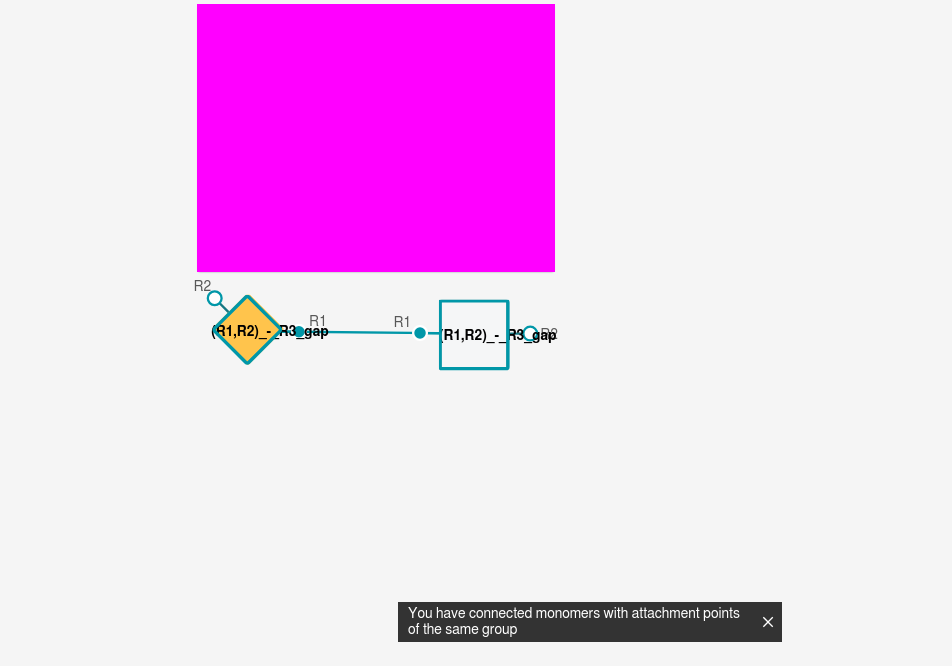 R2
(R1,R2)_-_R3_gap
R1
R1
(R1,R2)_-_R3_gap
R2
You have connected monomers with attachment points
of the same group